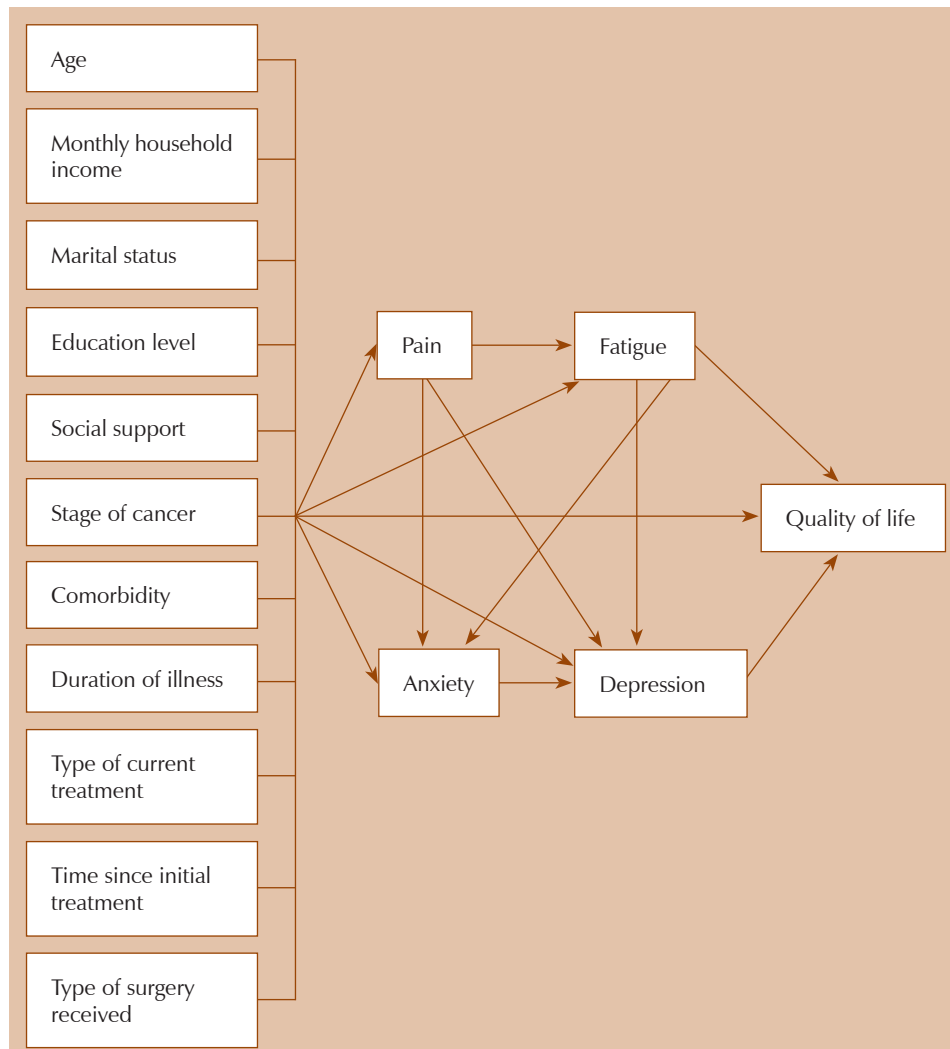 Age
Monthly household
income
Marital status
Education level
Social support
Stage of cancer
Comorbidity
Duration of illness
Type of current
treatment
Time since initial
treatment
Type of surgery
received
Pain
Fatigue
Anxiety
Depression
Quality of life